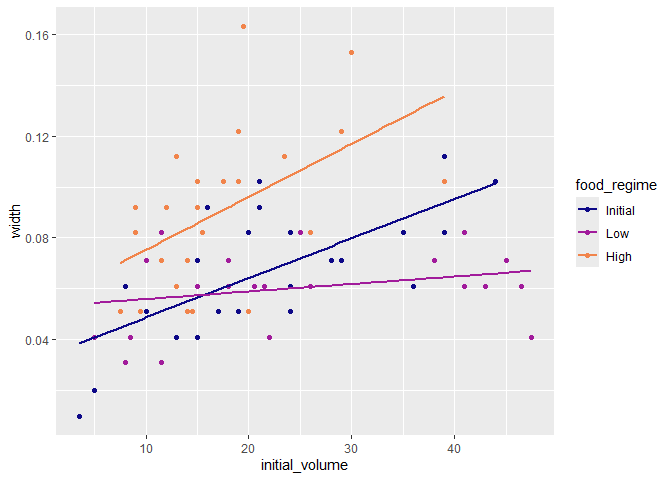 0.16
0.12
0.08
0.04
width
10 20 30 40
initial_volume
food_regime
Initial
Low
High